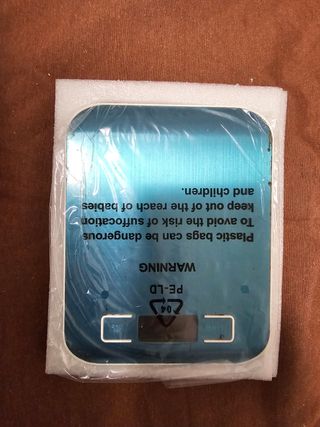 04
PE-LD
WARNING
Plastic bags can be dangerous
To avoid the risk of suffocation
keep out of the reach of babies
and children.